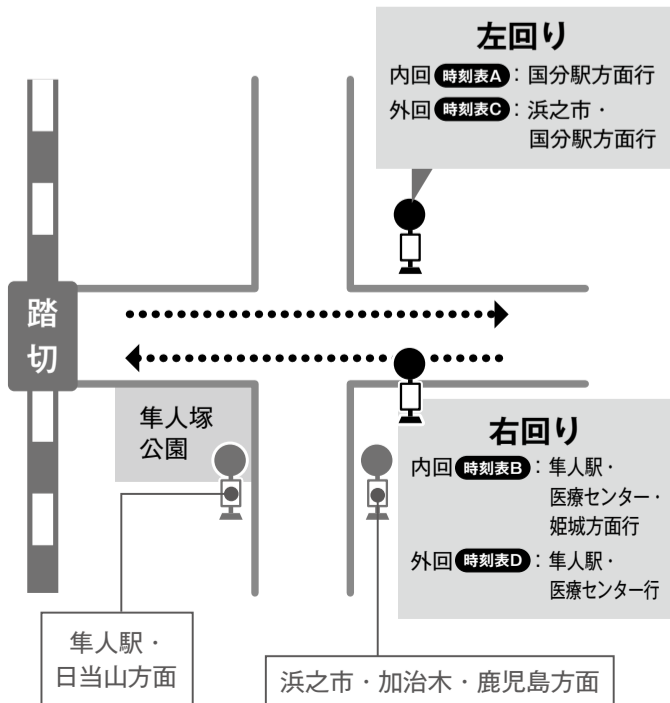 左回り
内回 時刻表A：国分駅方面行
外回 時刻表C：浜之市・
国分駅方面行
踏
切
隼人塚
公園
右回り
内回 時刻表B：隼人駅・
医療センター・
姫城方面行
外回 時刻表D：隼人駅・
医療センター行
隼人駅・
日当山方面
浜之市・加治木・鹿児島方面